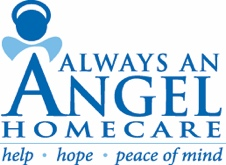 ALWAYS AN
ANGEL
HOMECARE
help • hope • peace of mind